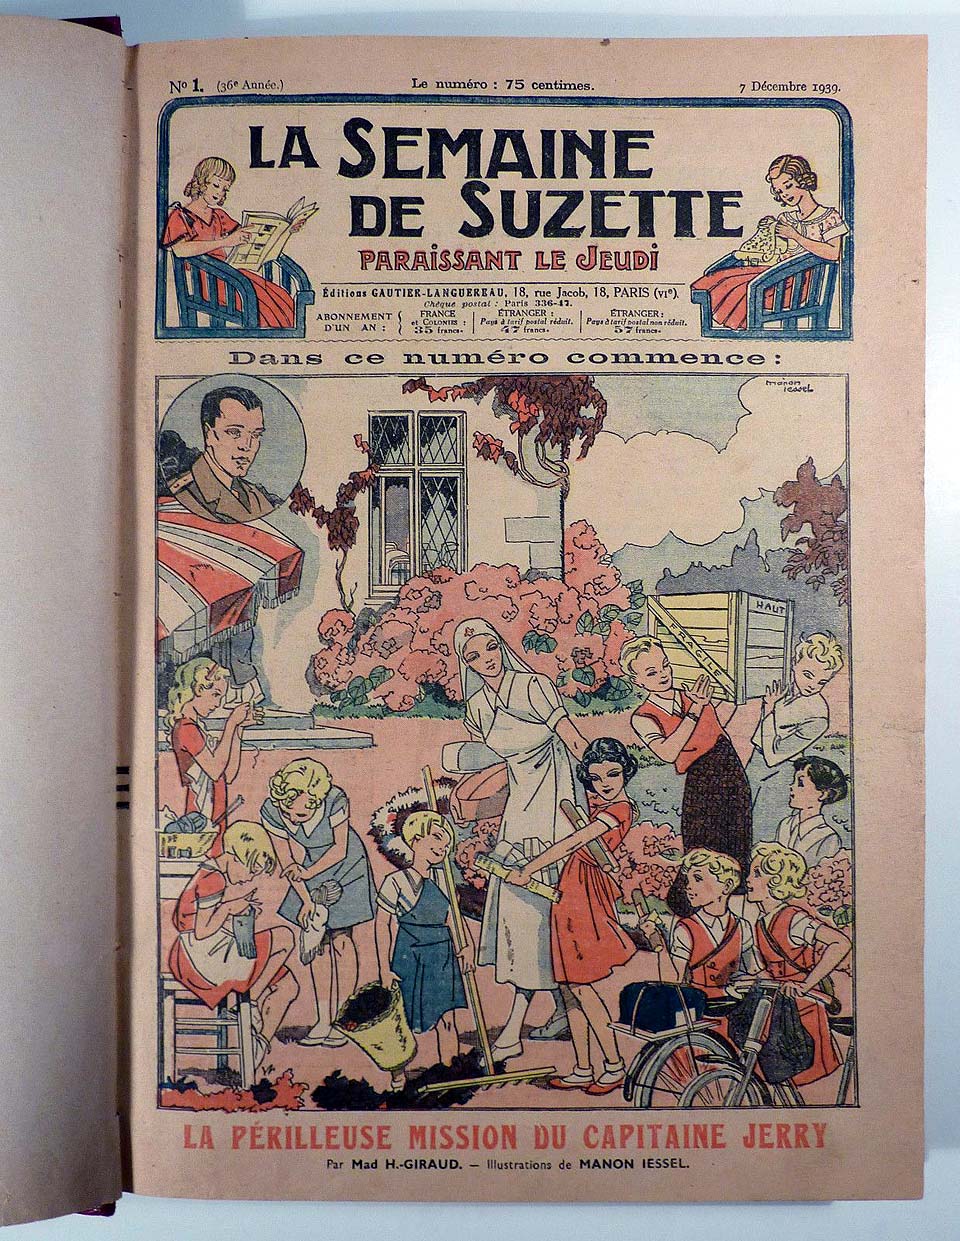 Nº 1. (36e Année.) Le numéro : 75 centimes. 7 Décembre 1939.
LA SEMAINE
DE SUZETTE
PARAISSANT LE JEUDI
Éditions GAUTIER-LANGUEREAU, 18, rue Jacob, 18, PARIS (VIe)
Chèque postal : Paris 336-47.
ABONNEMENT
D'UN AN :
FRANCE
et Colonies :
35 francs.
ÉTRANGER :
Pays à tarif postal réduit.
47 francs.
ÉTRANGER :
Pays à tarif postal non réduit.
57 francs.
Dans ce numéro commence :
manon
iessel
HAUT
FRAGILE
LA PÉRILLEUSE MISSION DU CAPITAINE JERRY
Par Mad H.-GIRAUD. — Illustrations de MANON IESSEL.